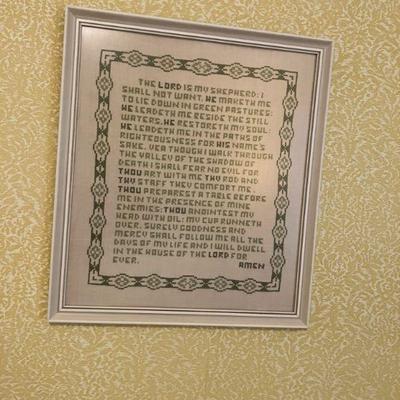 THE LORD IS MY SHEPHERD: I
SHALL NOT WANT. HE MAKETH ME
TO LIE DOWN IN GREEN PASTURES:
HE LEADETH ME BESIDE THE STILL
WATERS. HE RESTORETH MY SOUL:
HE LEADETH ME IN THE PATHS OF
RIGHTEOUSNESS FOR HIS NAME'S
SAKE. YEA THOUGH I WALK THROUGH
THE VALLEY OF THE SHADOW OF
DEATH I SHALL FEAR NO EVIL FOR
THOU ART WITH ME THY ROD AND
THY STAFF THEY COMFORT ME.
THOU PREPAREST A TABLE BEFORE
ME IN THE PRESENCE OF MINE
ENEMIES: THOU ANOINTEST MY
HEAD WITH OIL: MY CUP RUNNETH
OVER. SURELY GOODNESS AND
MERCY SHALL FOLLOW ME ALL THE
DAYS OF MY LIFE AND I WILL DWELL
IN THE HOUSE OF THE LORD FOR
EVER. AMEN